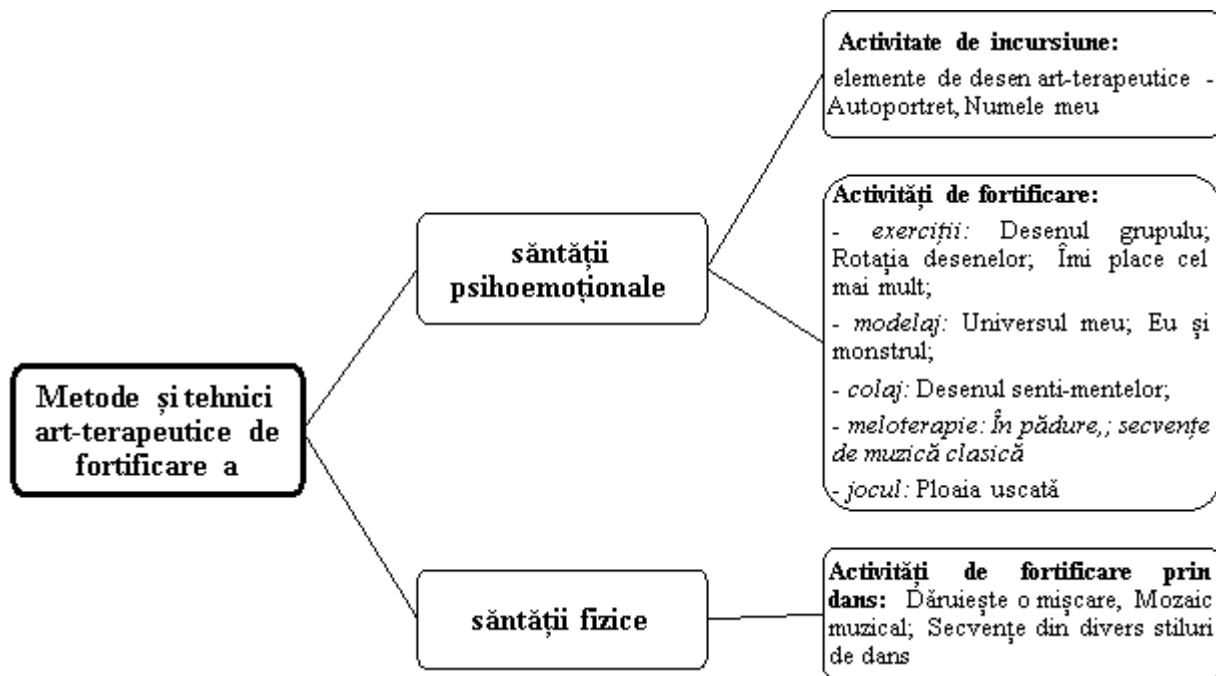 Metode și tehnici
art-terapeutice de
fortificare a
săntății
psihoemoționale
Activitate de incursiune:
elemente de desen art-terapeutice -
Autoportret, Numele meu
Activități de fortificare:
- exerciții: Desenul grupulu;
Rotația desenelor; Îmi place cel
mai mult;
- modelaj: Universul meu; Eu și
monstrul;
- colaj: Desenul senti-mentelor;
- meloterapie: În pădure,; secvențe
de muzică clasică
- jocul: Ploaia uscată
săntății fizice
Activități de fortificare prin
dans: Dăruiește o mișcare, Mozaic
muzical; Secvențe din divers stiluri
de dans